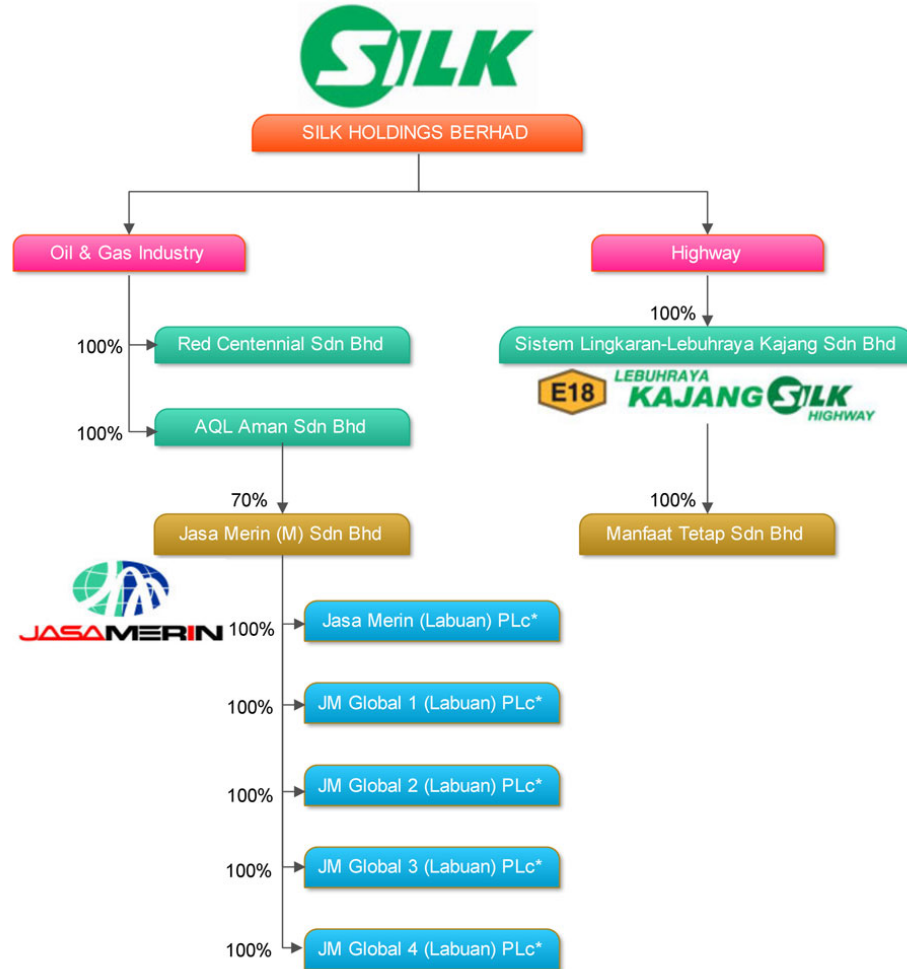 SILK
SILK HOLDINGS BERHAD
Oil & Gas Industry
Highway
100%
Red Centennial Sdn Bhd
100%
Sistem Lingkaran-Lebuhraya Kajang Sdn Bhd
E18
LEBUHRAYA
KAJANG SILK
HIGHWAY
100%
AQL Aman Sdn Bhd
70%
Jasa Merin (M) Sdn Bhd
100%
Manfaat Tetap Sdn Bhd
JASAMERIN
100%
Jasa Merin (Labuan) PLc*
100%
JM Global 1 (Labuan) PLc*
100%
JM Global 2 (Labuan) PLc*
100%
JM Global 3 (Labuan) PLc*
100%
JM Global 4 (Labuan) PLc*